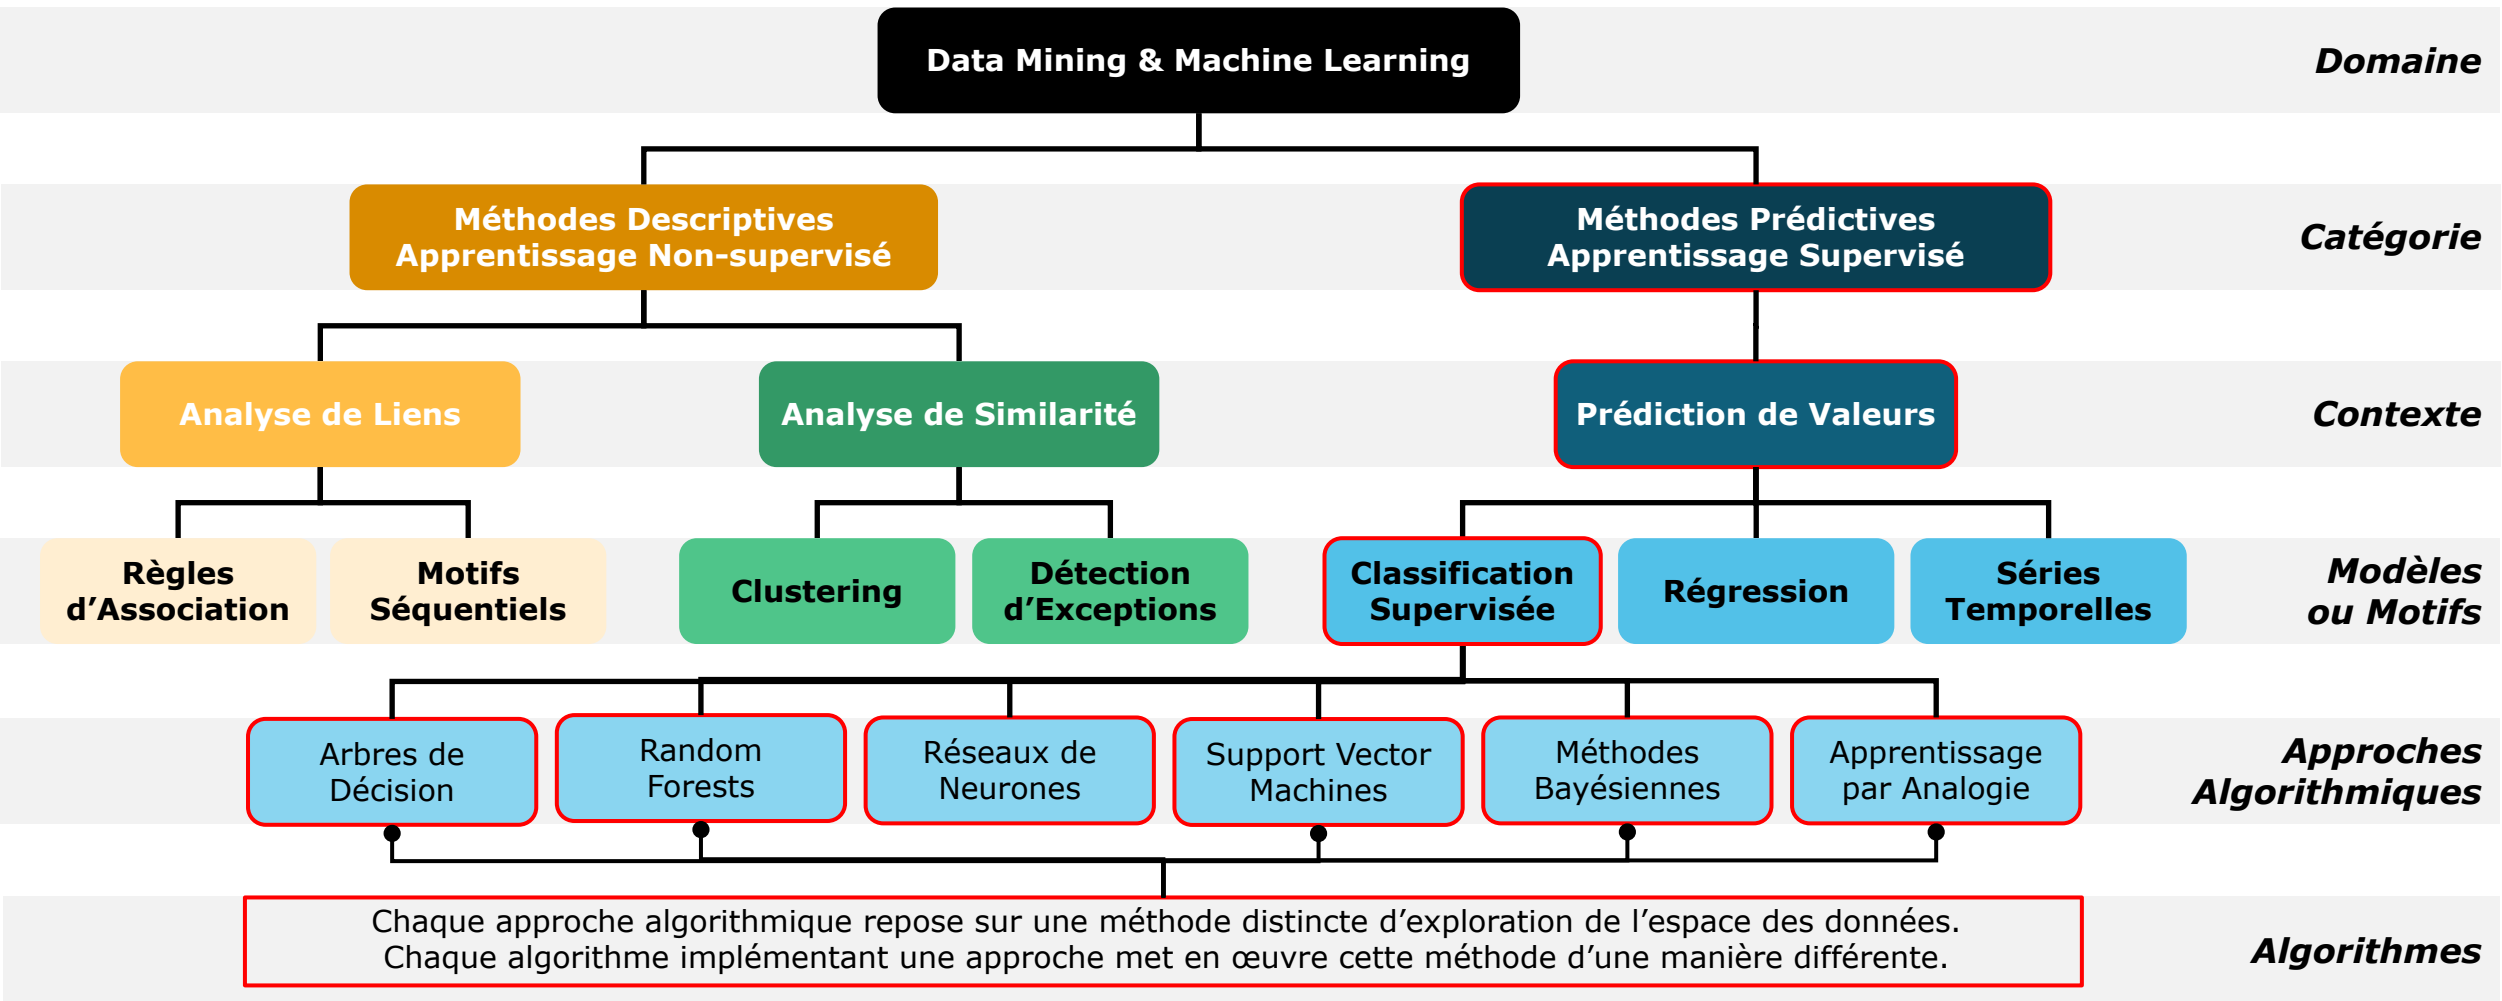 Data Mining & Machine Learning
Domaine
Méthodes Descriptives
Apprentissage Non-supervisé
Méthodes Prédictives
Apprentissage Supervisé
Catégorie
Analyse de Liens
Analyse de Similarité
Prédiction de Valeurs
Contexte
Règles
d’Association
Motifs
Séquentiels
Clustering
Détection
d’Exceptions
Classification
Supervisée
Régression
Séries
Temporelles
Modèles
ou Motifs
Arbres de
Décision
Random
Forests
Réseaux de
Neurones
Support Vector
Machines
Méthodes
Bayésiennes
Apprentissage
par Analogie
Approches
Algorithmiques
Chaque approche algorithmique repose sur une méthode distincte d’exploration de l’espace des données.
Chaque algorithme implémentant une approche met en œuvre cette méthode d’une manière différente.
Algorithmes